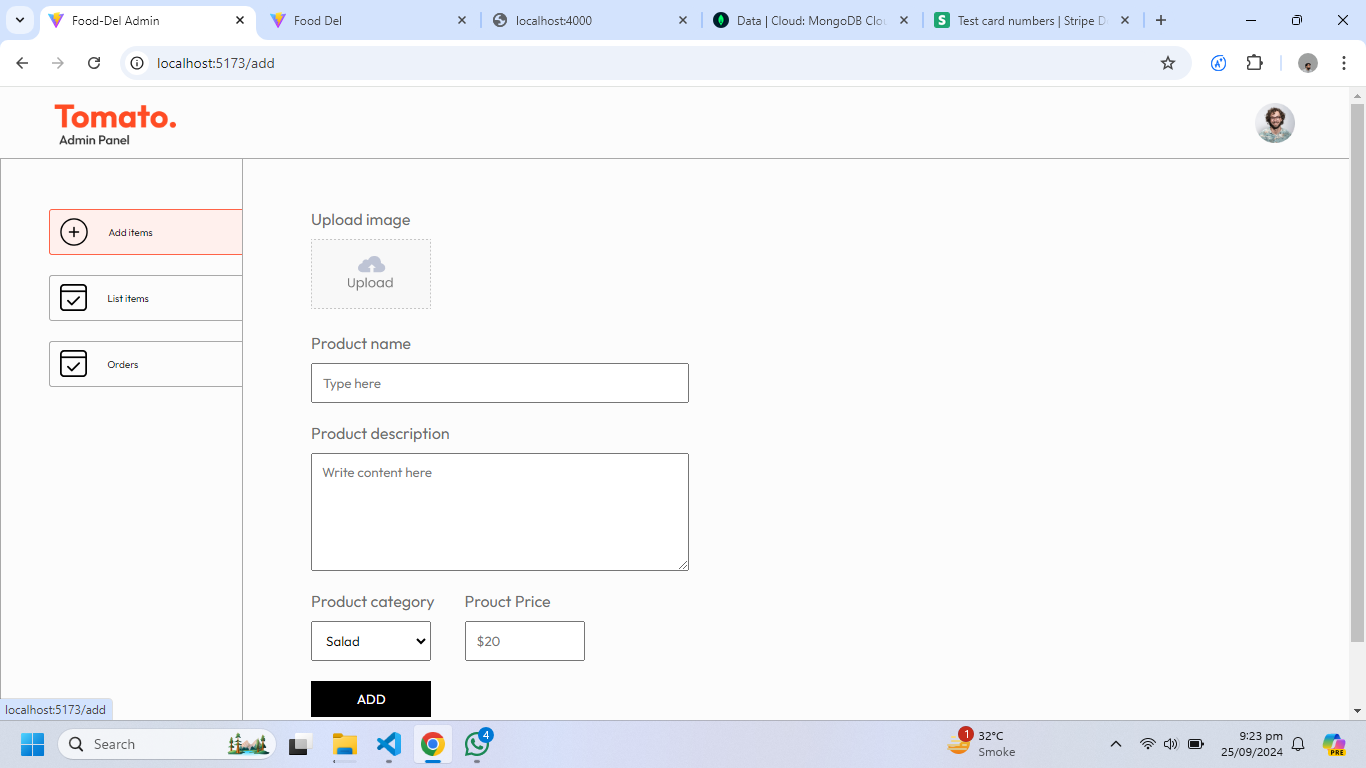 Food-Del Admin
Food Del
localhost:4000
Data | Cloud: MongoDB Clou
Test card numbers | Stripe D
localhost:5173/add
Tomato.
Admin Panel
Add items
List items
Orders
Upload image
Upload
Product name
Type here
Product description
Write content here
Product category
Prouct Price
Salad
$20
ADD
localhost:5173/add
Search
4
1
32°C
Smoke
9:23 pm
25/09/2024
PRE